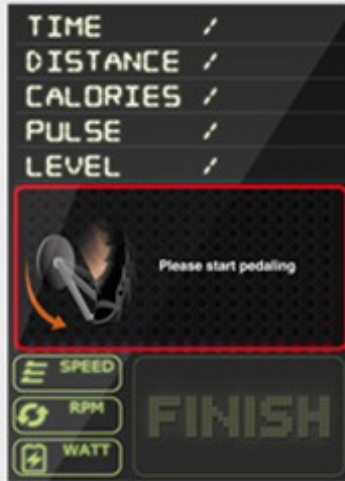 TIME /
DISTANCE /
CALORIES /
PULSE /
LEVEL /
Please start pedaling
SPEED
RPM
WATT
FINISH